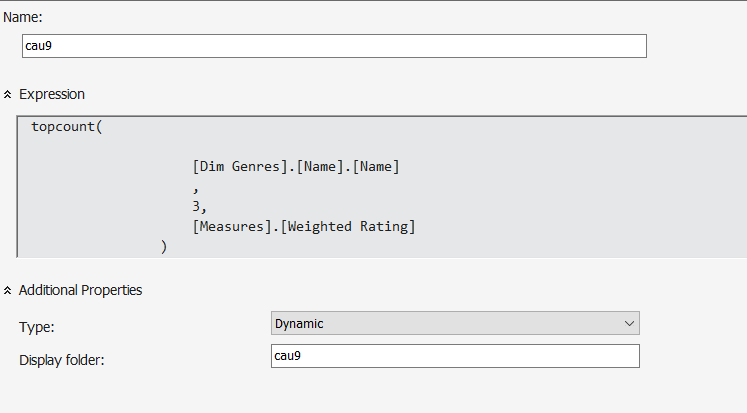 Name:
cau9
Expression
topcount(
[Dim Genres].[Name].[Name]
,
3,
[Measures].[Weighted Rating]
)
Additional Properties
Type:
Dynamic
Display folder:
cau9